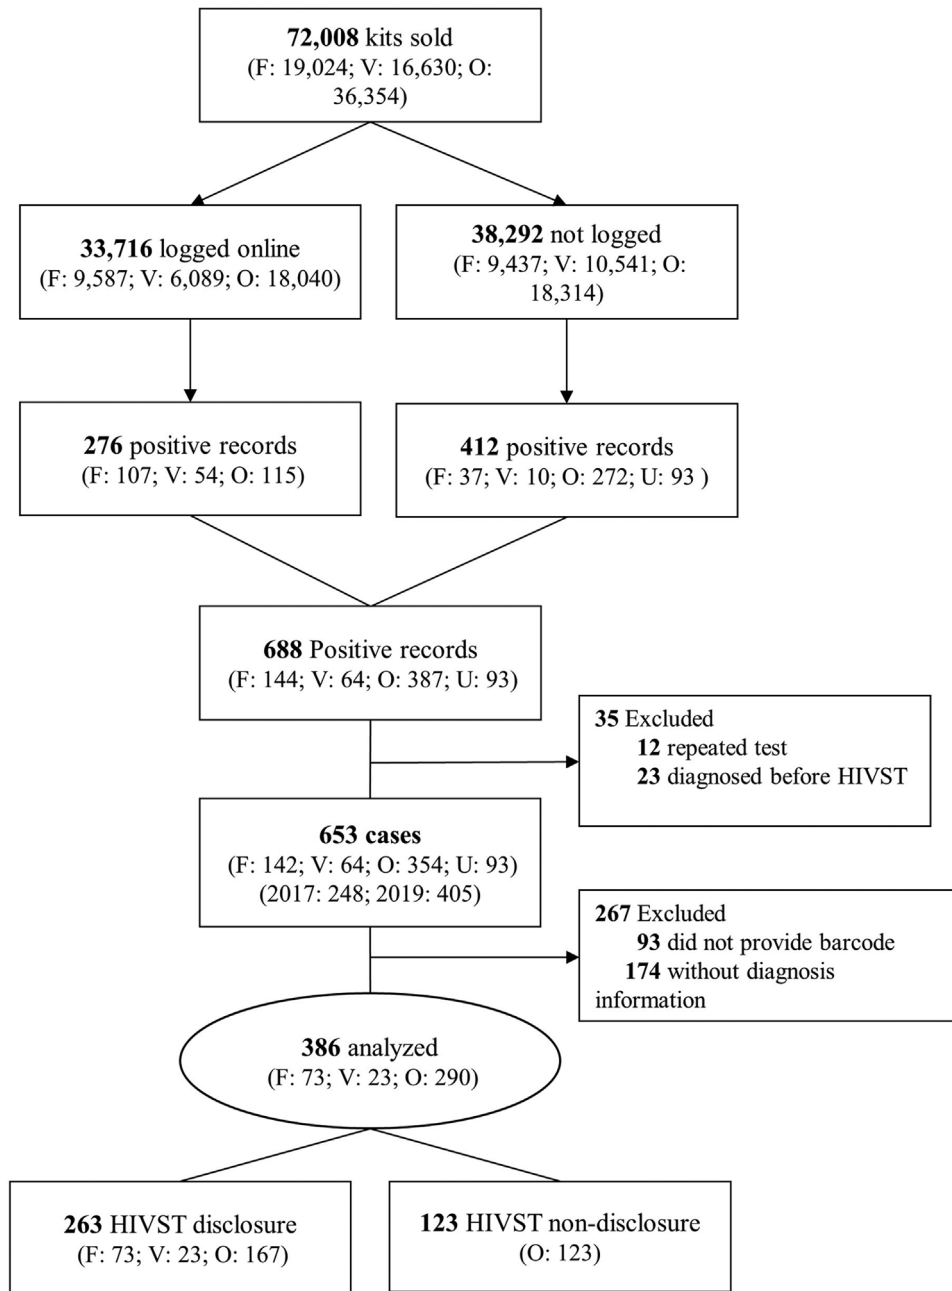 72,008 kits sold
(F: 19,024; V: 16,630; O:
36,354)
33,716 logged online
(F: 9,587; V: 6,089; O: 18,040)
38,292 not logged
(F: 9,437; V: 10,541; O:
18,314)
276 positive records
(F: 107; V: 54; O: 115)
412 positive records
(F: 37; V: 10; O: 272; U: 93 )
688 Positive records
(F: 144; V: 64; O: 387; U: 93)
35 Excluded
12 repeated test
23 diagnosed before HIVST
653 cases
(F: 142; V: 64; O: 354; U: 93)
(2017: 248; 2019: 405)
267 Excluded
93 did not provide barcode
174 without diagnosis
information
386 analyzed
(F: 73; V: 23; O: 290)
263 HIVST disclosure
(F: 73; V: 23; O: 167)
123 HIVST non-disclosure
(O: 123)